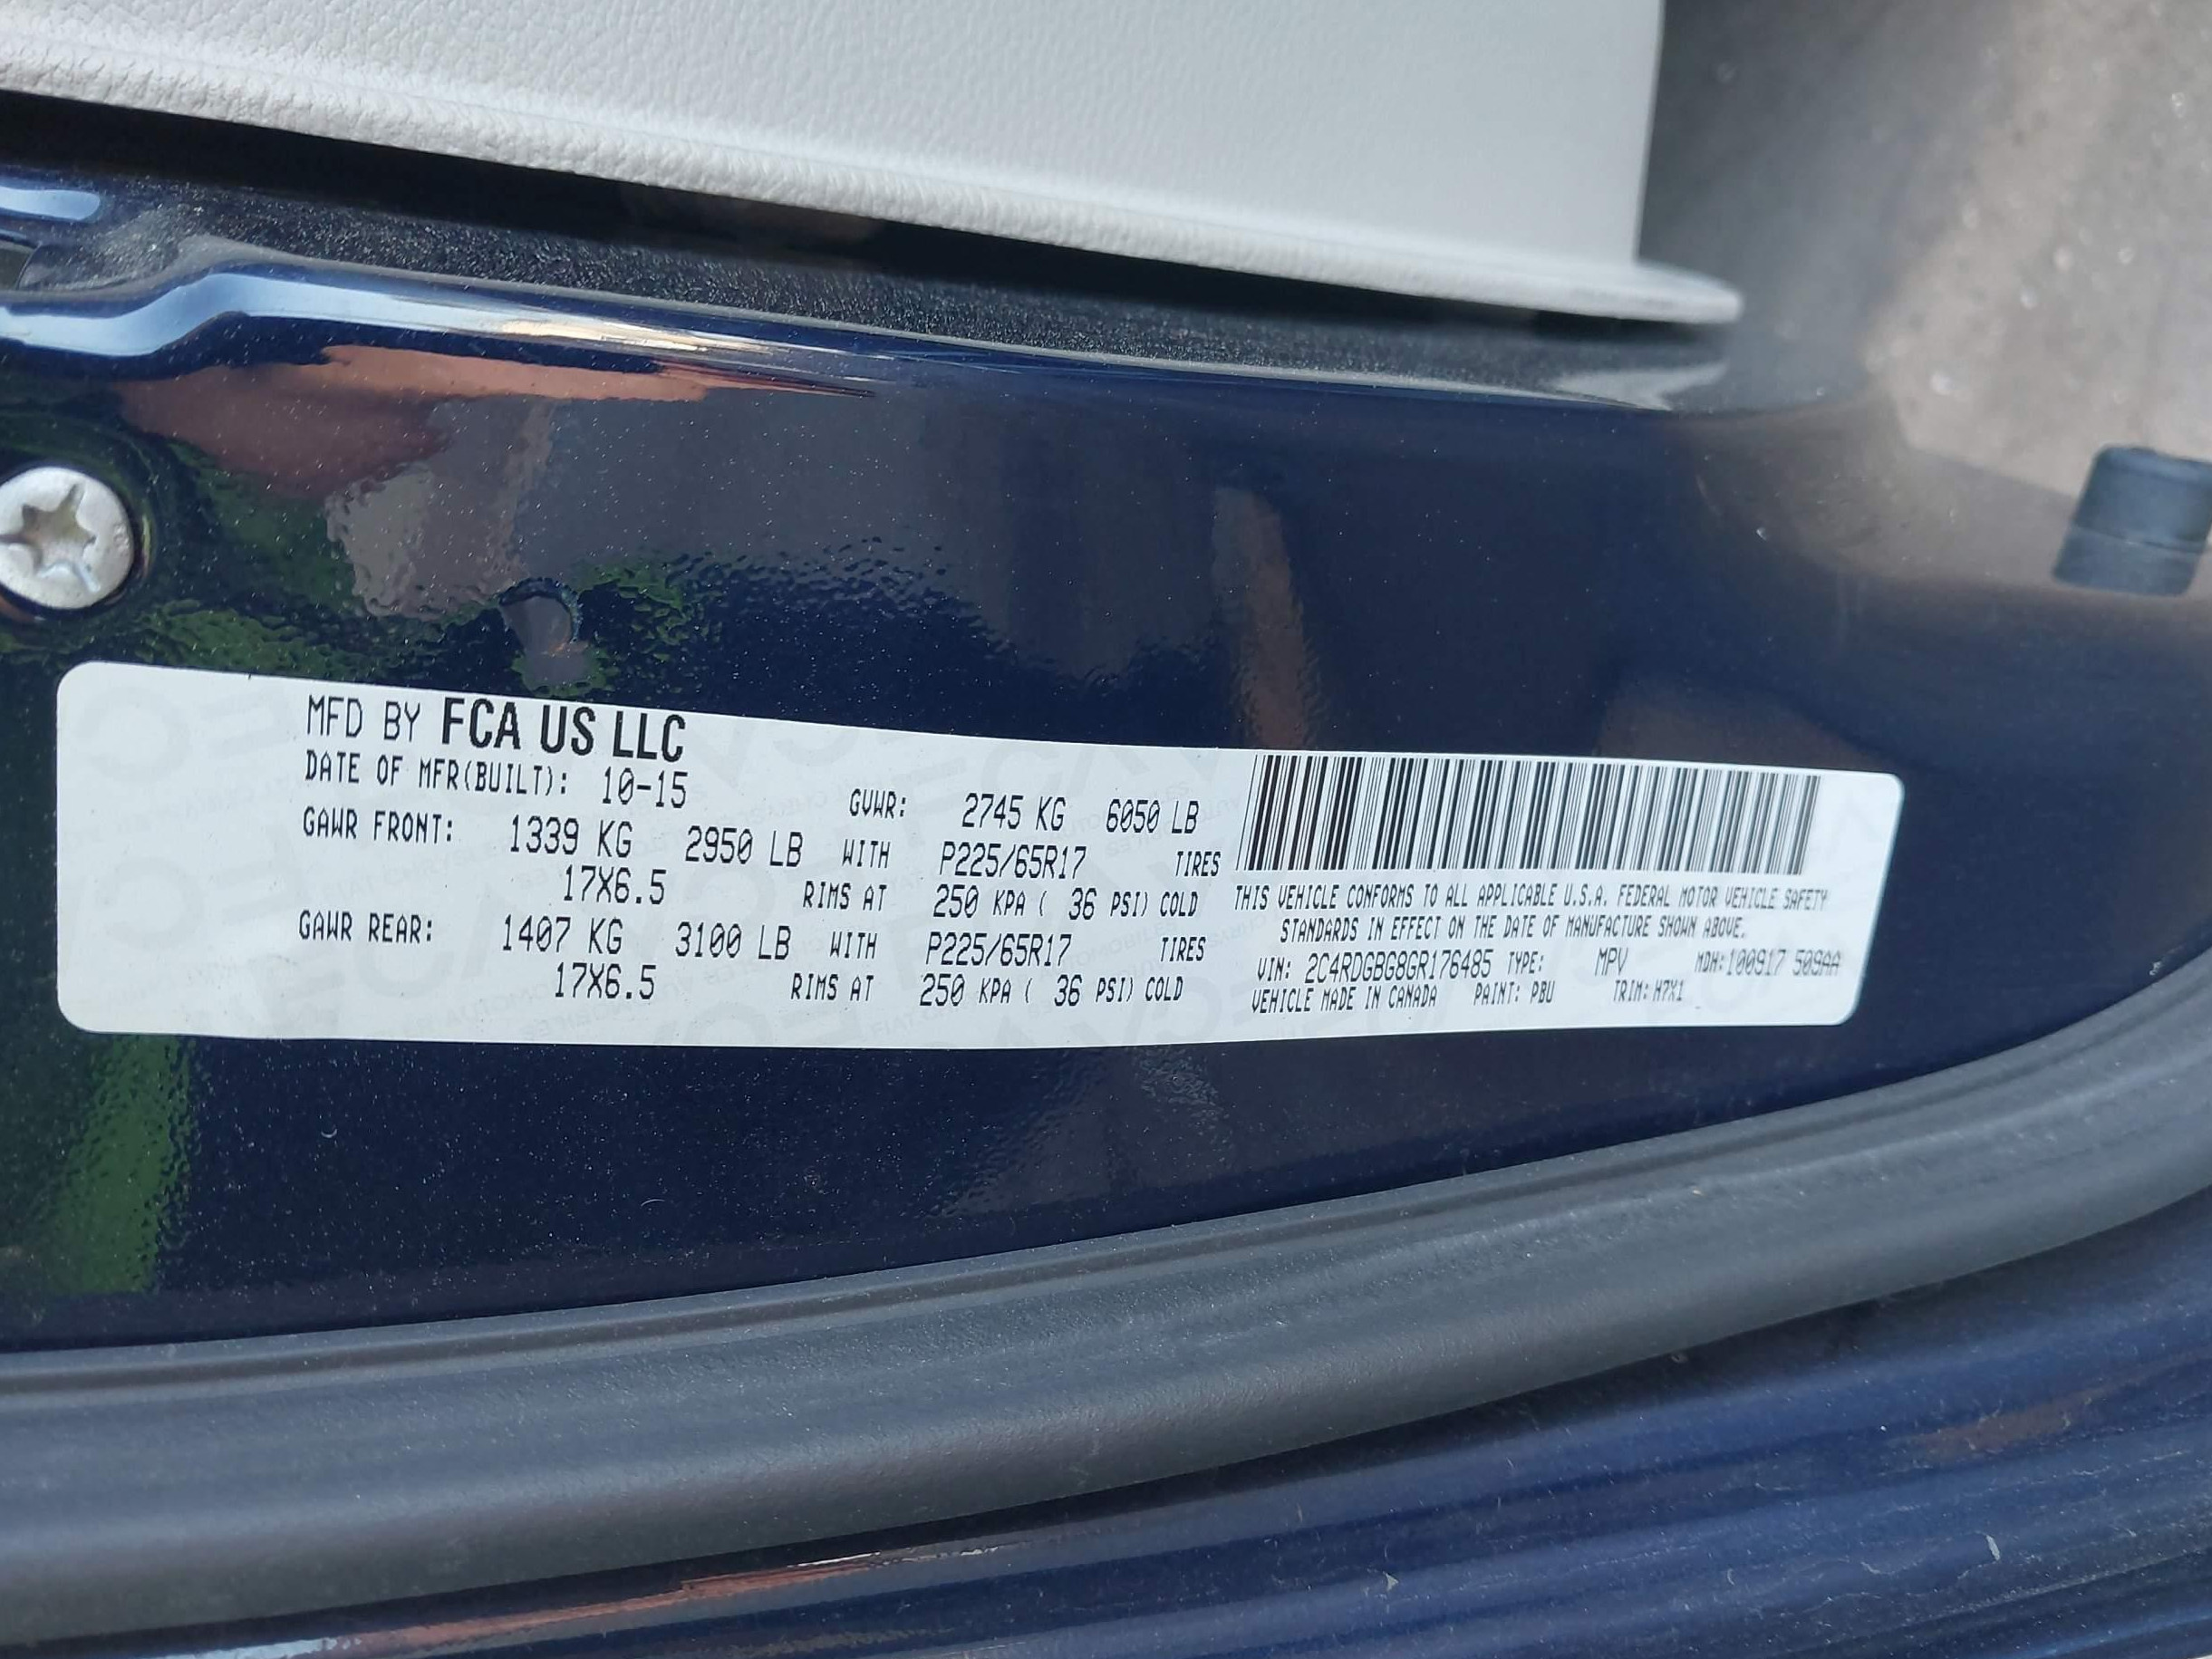 MFD BY FCA US LLC
DATE OF MFR(BUILT): 10-15
GVWR: 2745 KG 6050 LB
GAWR FRONT: 1339 KG 2950 LB WITH P225/65R17 TIRES
17X6.5 RIMS AT 250 KPA ( 36 PSI) COLD
GAWR REAR: 1407 KG 3100 LB WITH P225/65R17 TIRES
17X6.5 RIMS AT 250 KPA ( 36 PSI) COLD
THIS VEHICLE CONFORMS TO ALL APPLICABLE U.S.A. FEDERAL MOTOR VEHICLE SAFETY
STANDARDS IN EFFECT ON THE DATE OF MANUFACTURE SHOWN ABOVE.
VIN: 2C4RDGBG8GR176485 TYPE: MPV MDH:100917 509AA
VEHICLE MADE IN CANADA PAINT: PBU TRIM: H7X1